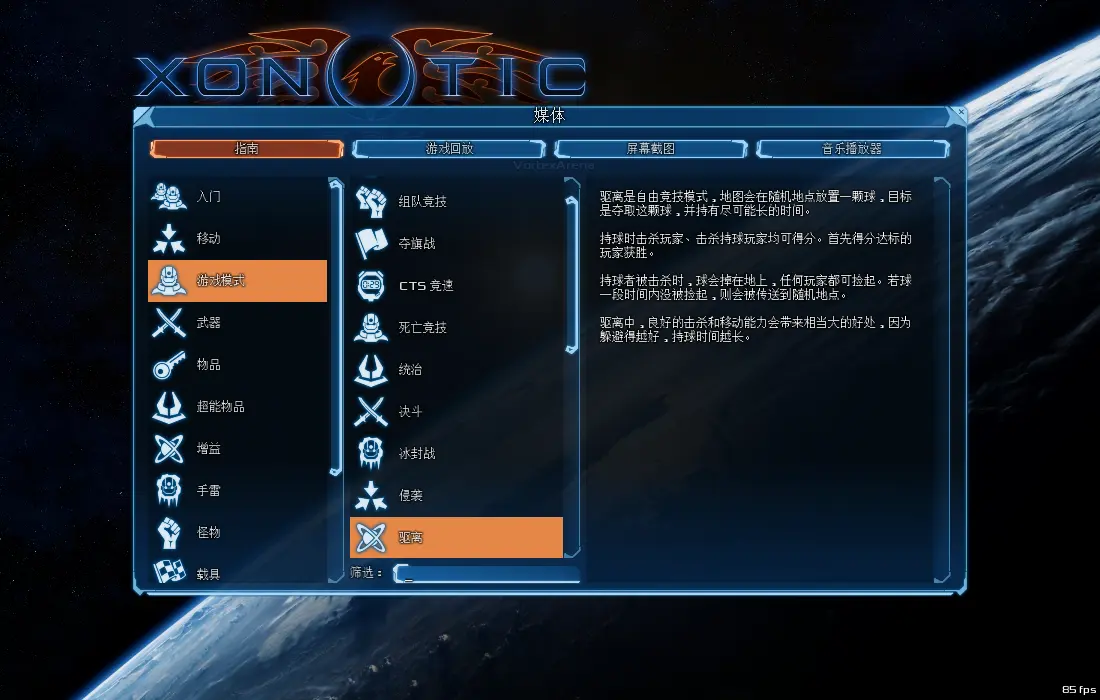 XONOTIC
媒体
指南
游戏回放
屏幕截图
音乐播放器
入门
移动
游戏模式
武器
物品
超能物品
增益
手雷
怪物
载具
组队竞技
夺旗战
CTS 竞速
死亡竞技
统治
决斗
冰封战
侵袭
驱离
筛选：
驱离是自由竞技模式，地图会在随机地点放置一颗球，目标
是夺取这颗球，并持有尽可能长的时间。
持球时击杀玩家、击杀持球玩家均可得分。首先得分达标的
玩家获胜。
持球者被击杀时，球会掉在地上，任何玩家都可捡起。若球
一段时间内没被捡起，则会被传送到随机地点。
驱离中，良好的击杀和移动能力会带来相当大的好处，因为
躲避得越好，持球时间越长。
85 fps